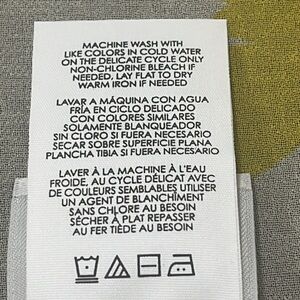 MACHINE WASH WITH
LIKE COLORS IN COLD WATER
ON THE DELICATE CYCLE ONLY
NON-CHLORINE BLEACH IF
NEEDED, LAY FLAT TO DRY
WARM IRON IF NEEDED
LAVAR A MÁQUINA CON AGUA
FRÍA EN CICLO DELICADO
CON COLORES SIMILARES
SOLAMENTE BLANQUEADOR
SIN CLORO SI FUERA NECESARIO
SECAR SOBRE SUPERFICIE PLANA
PLANCHA TIBIA SI FUERA NECESARIO
LAVER À LA MACHINE À L'EAU
FROIDE, AU CYCLE DÉLICAT AVEC
DE COULEURS SEMBLABLES UTILISER
UN AGENT DE BLANCHÎMENT
SANS CHLORE AU BESOIN
SÉCHER À PLAT REPASSER
AU FER TIÈDE AU BESOIN